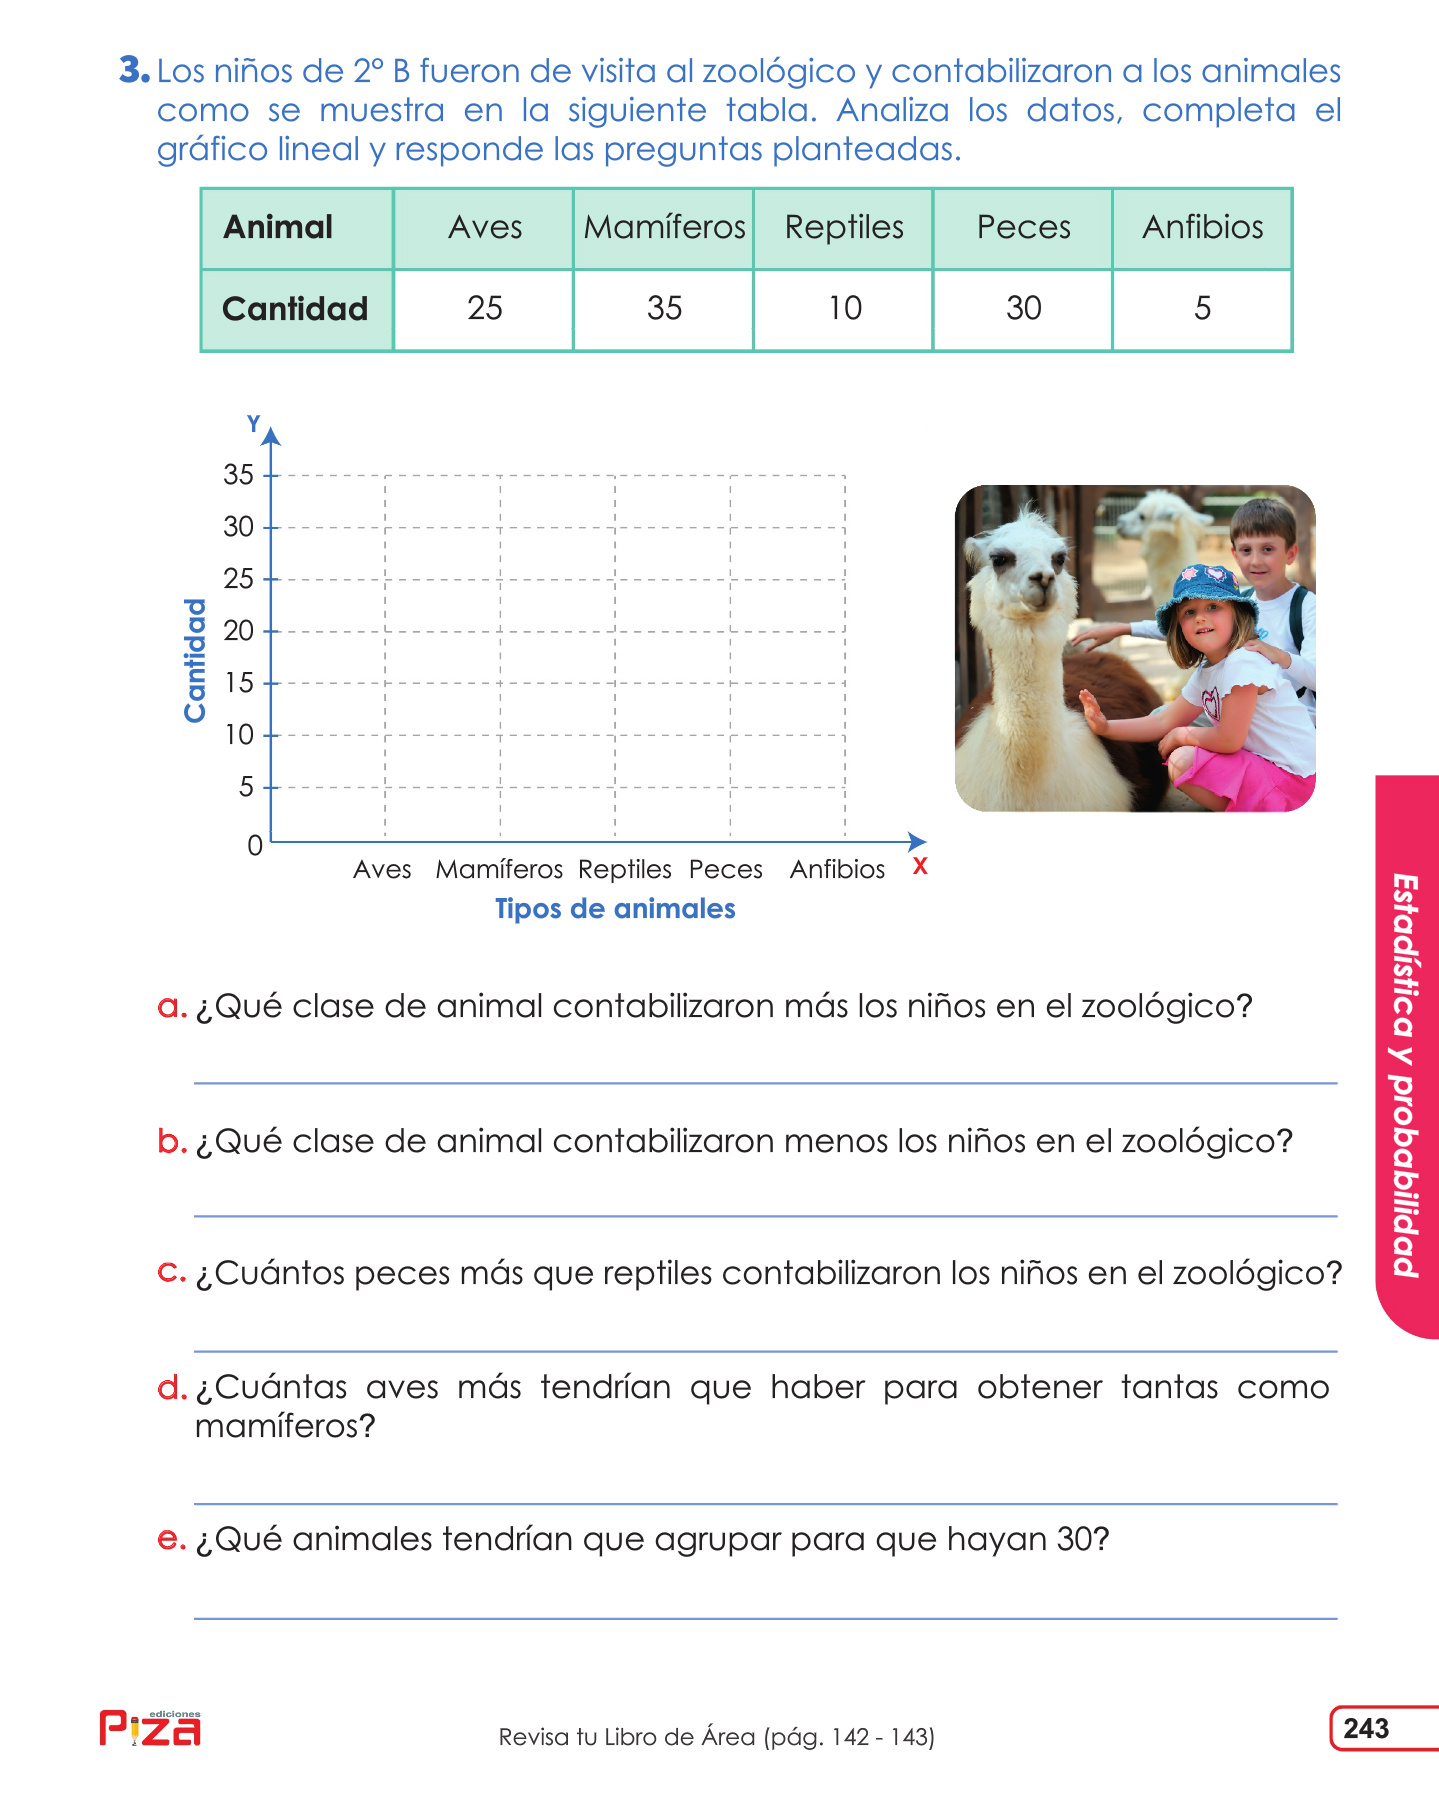 3. Los niños de 2° B fueron de visita al zoológico y contabilizaron a los animales
como se muestra en la siguiente tabla. Analiza los datos, completa el
gráfico lineal y responde las preguntas planteadas.
Animal Aves Mamíferos Reptiles Peces Anfibios
Cantidad 25 35 10 30 5
Y
35
30
25
20
15
10
5
0
Cantidad
Aves Mamíferos Reptiles Peces Anfibios X
Tipos de animales
a. ¿Qué clase de animal contabilizaron más los niños en el zoológico?
b. ¿Qué clase de animal contabilizaron menos los niños en el zoológico?
c. ¿Cuántos peces más que reptiles contabilizaron los niños en el zoológico?
d. ¿Cuántas aves más tendrían que haber para obtener tantas como
mamíferos?
e. ¿Qué animales tendrían que agrupar para que hayan 30?
Estadística y probabilidad
ediciones
Piza
Revisa tu Libro de Área (pág. 142 - 143)
243